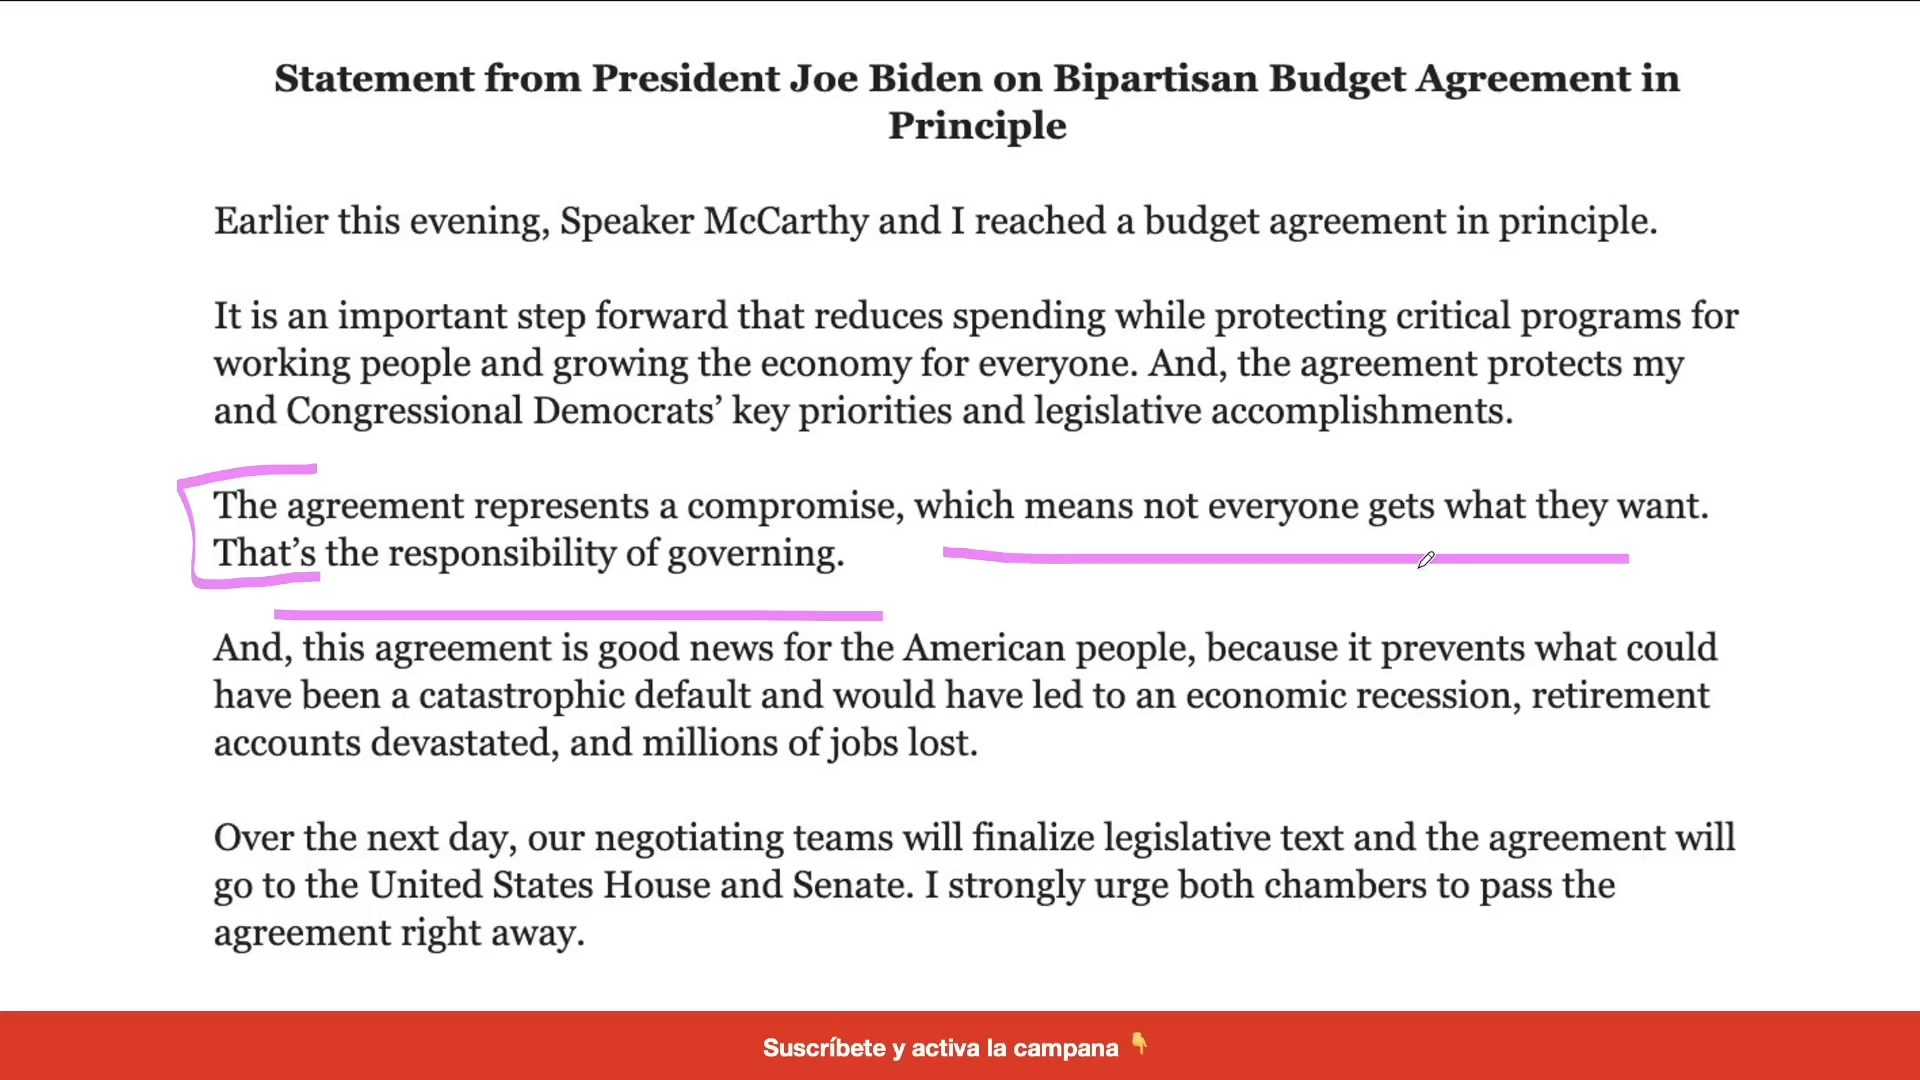 Statement from President Joe Biden on Bipartisan Budget Agreement in
Principle
Earlier this evening, Speaker McCarthy and I reached a budget agreement in principle.
It is an important step forward that reduces spending while protecting critical programs for
working people and growing the economy for everyone. And, the agreement protects my
and Congressional Democrats’ key priorities and legislative accomplishments.
The agreement represents a compromise, which means not everyone gets what they want.
That’s the responsibility of governing.
And, this agreement is good news for the American people, because it prevents what could
have been a catastrophic default and would have led to an economic recession, retirement
accounts devastated, and millions of jobs lost.
Over the next day, our negotiating teams will finalize legislative text and the agreement will
go to the United States House and Senate. I strongly urge both chambers to pass the
agreement right away.
Suscríbete y activa la campana 👇